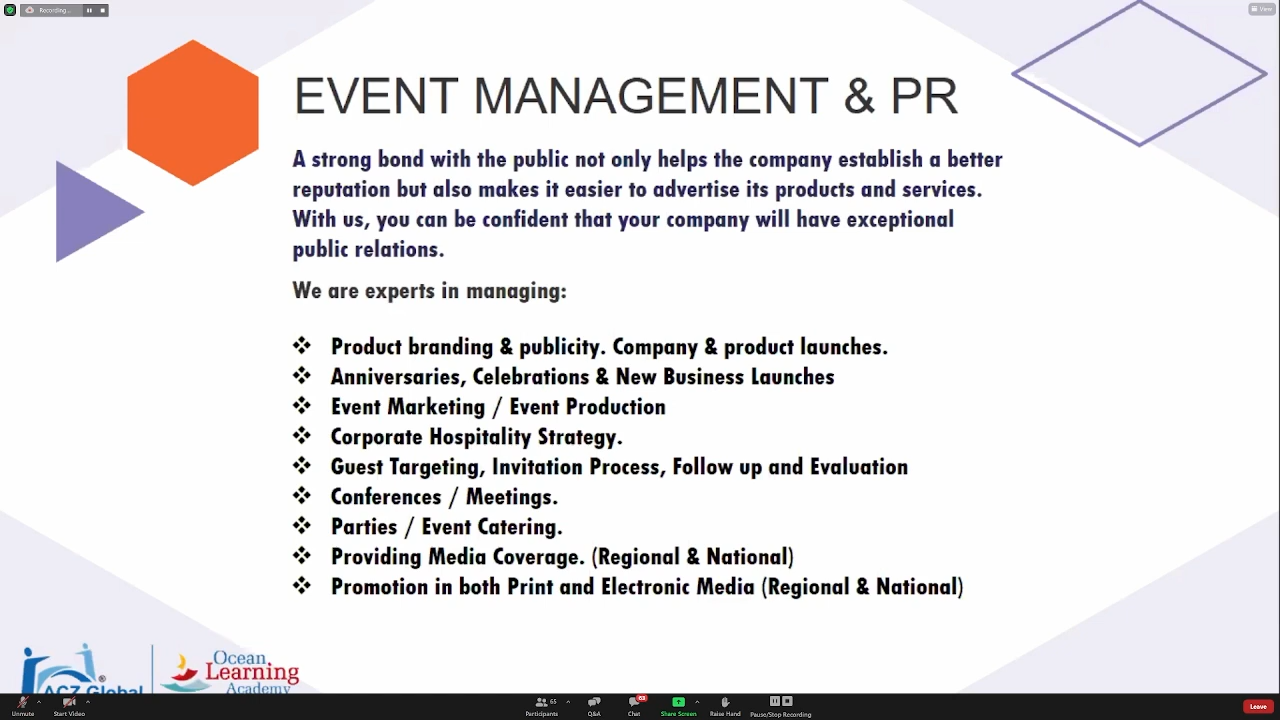 Recording...
View
EVENT MANAGEMENT & PR
A strong bond with the public not only helps the company establish a better
reputation but also makes it easier to advertise its products and services.
With us, you can be confident that your company will have exceptional
public relations.
We are experts in managing:
Product branding & publicity. Company & product launches.
Anniversaries, Celebrations & New Business Launches
Event Marketing / Event Production
Corporate Hospitality Strategy.
Guest Targeting, Invitation Process, Follow up and Evaluation
Conferences / Meetings.
Parties / Event Catering.
Providing Media Coverage. (Regional & National)
Promotion in both Print and Electronic Media (Regional & National)
ACZ Global ®
Ocean
Learning
Academy
Unmute
Start Video
Participants 65
Q&A
Chat
Share Screen
Raise Hand
Pause/Stop Recording
Leave